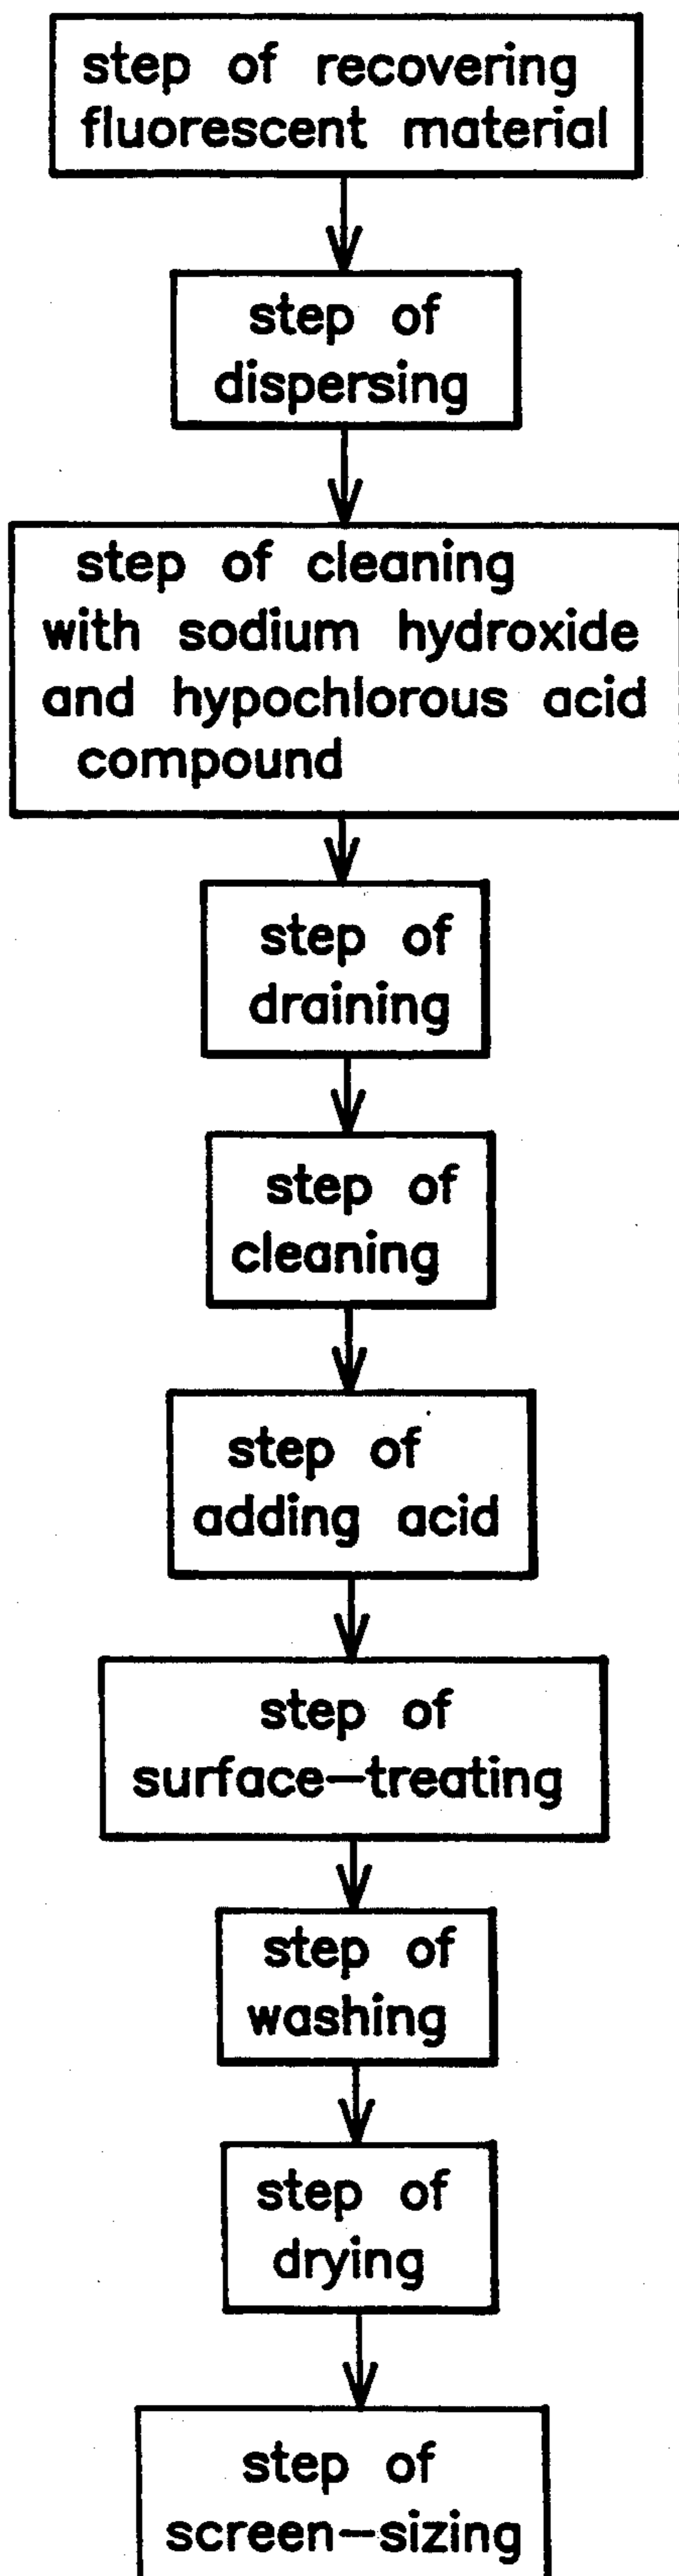 step of recovering
fluorescent material
step of
dispersing
step of cleaning
with sodium hydroxide
and hypochlorous acid
compound
step of
draining
step of
cleaning
step of
adding acid
step of
surface-treating
step of
washing
step of
drying
step of
screen-sizing